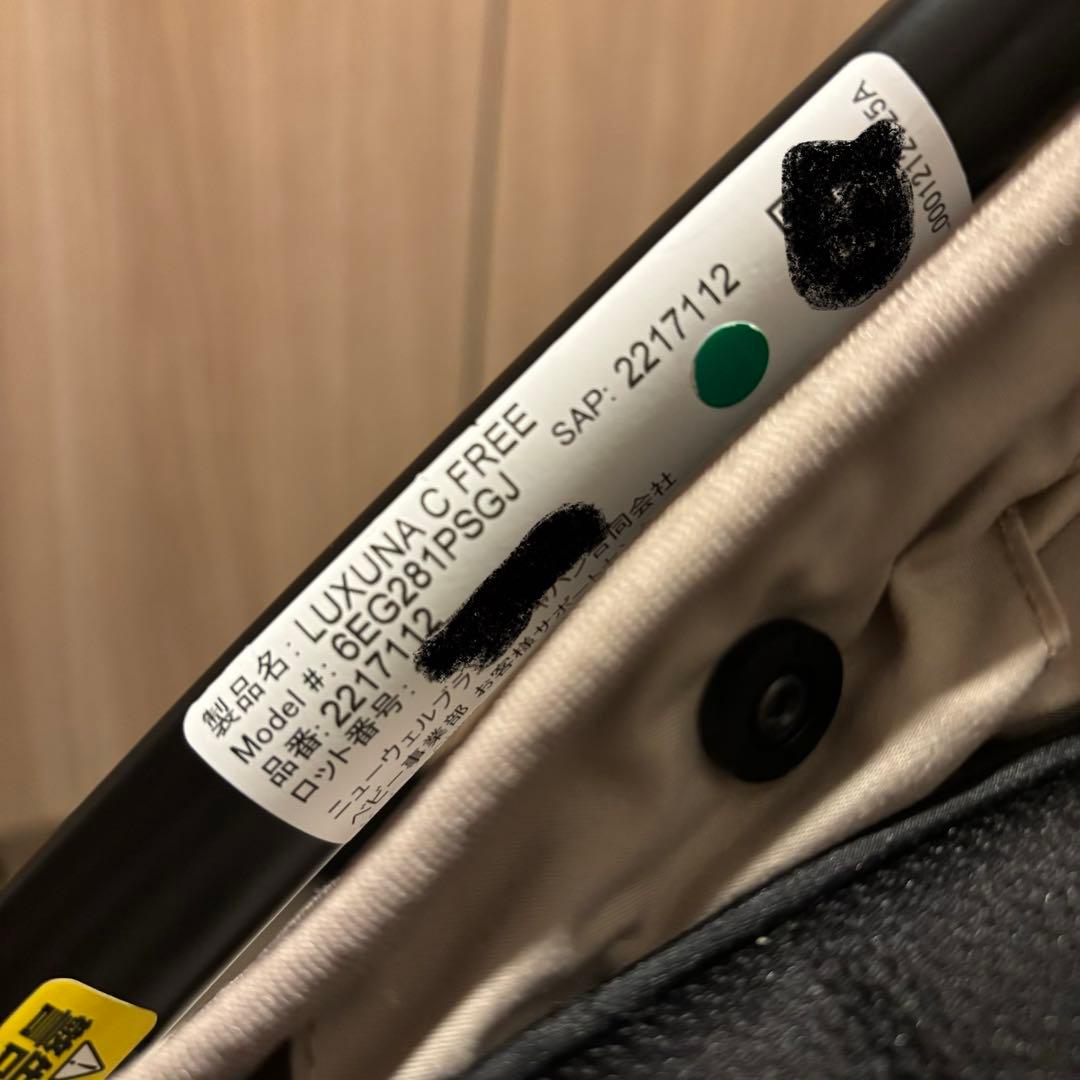 製品名: LUXUNA C FREE
Model #: 6EG281PSGJ
品番: 2217112
ロット番号:
ニューウェルブラ ャパン合同会社
ベビー事業部 お客様サポート
SAP: 2217112
25A